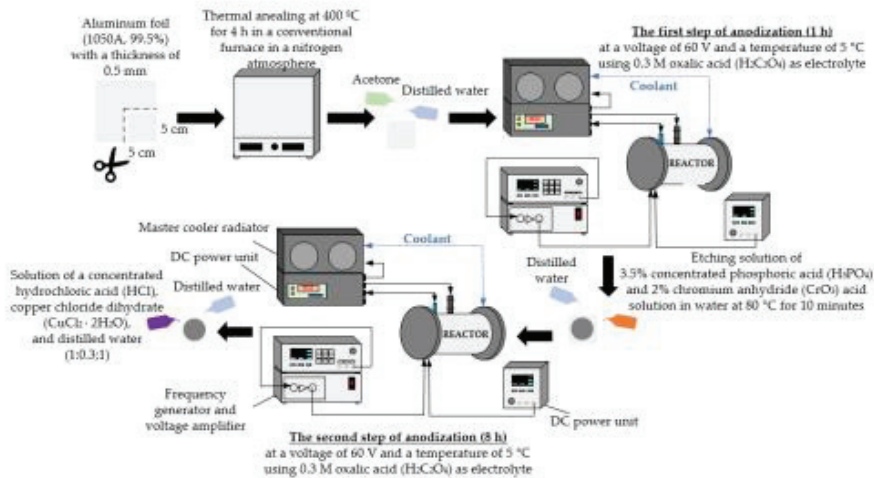 Aluminum foil
(1050A, 99.5%)
with a thickness of
0.5 mm
5 cm
5 cm
Thermal anealing at 400 ºC
for 4 h in a conventional
furnace in a nitrogen
atmosphere
Acetone
Distilled water
The first step of anodization (1 h)
at a voltage of 60 V and a temperature of 5 °C
using 0.3 M oxalic acid (H₂C₂O₄) as electrolyte
Coolant
REACTOR
Etching solution of
3.5% concentrated phosphoric acid (H₃PO₄)
and 2% chromium anhydride (CrO₃) acid
solution in water at 80 °C for 10 minutes
Distilled
water
Master cooler radiator
DC power unit
Coolant
REACTOR
DC power unit
Frequency
generator and
voltage amplifier
The second step of anodization (8 h)
at a voltage of 60 V and a temperature of 5 °C
using 0.3 M oxalic acid (H₂C₂O₄) as electrolyte
Solution of a concentrated
hydrochloric acid (HCl),
copper chloride dihydrate
(CuCl₂ · 2H₂O),
and distilled water
(1:0.3:1)
Distilled water